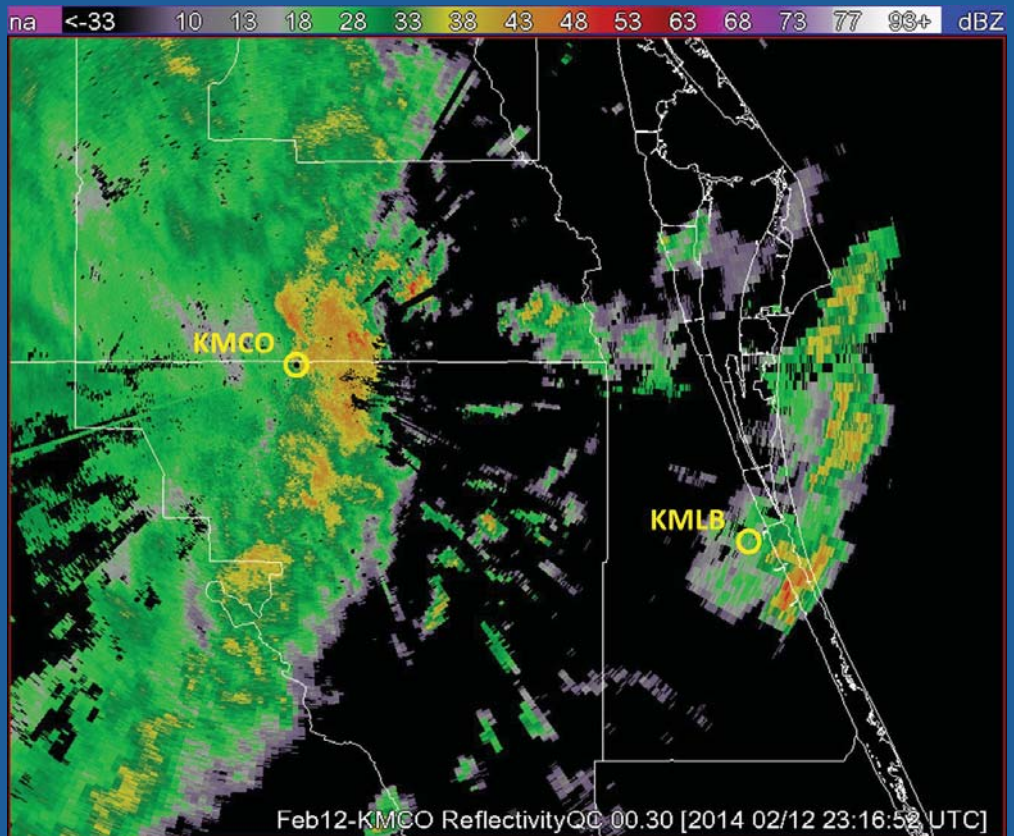 na <-33 10 13 18 28 33 38 43 48 53 63 68 73 77 93+ dBZ
KMCO
KMLB
Feb12-KMCO ReflectivityQC 00.30 [2014 02/12 23:16:52 UTC]